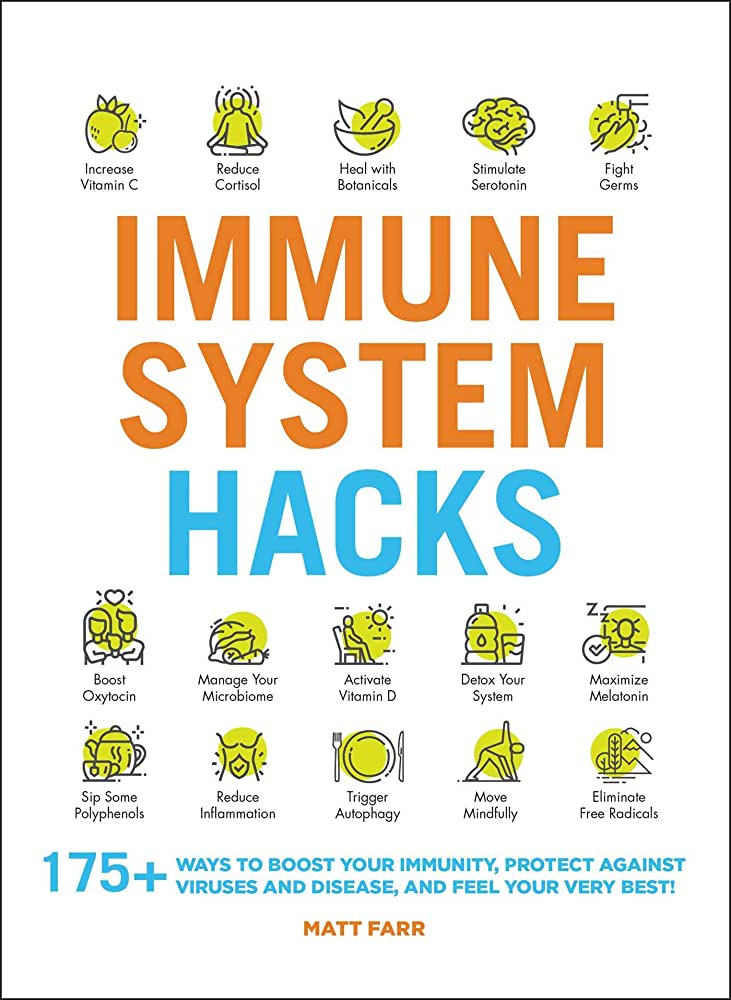 Increase
Vitamin C
Reduce
Cortisol
Heal with
Botanicals
Stimulate
Serotonin
Fight
Germs
IMMUNE
SYSTEM
HACKS
Boost
Oxytocin
Manage Your
Microbiome
Activate
Vitamin D
Detox Your
System
Zz
Maximize
Melatonin
Sip Some
Polyphenols
Reduce
Inflammation
Trigger
Autophagy
Move
Mindfully
Eliminate
Free Radicals
175+ WAYS TO BOOST YOUR IMMUNITY, PROTECT AGAINST
VIRUSES AND DISEASE, AND FEEL YOUR VERY BEST!
MATT FARR